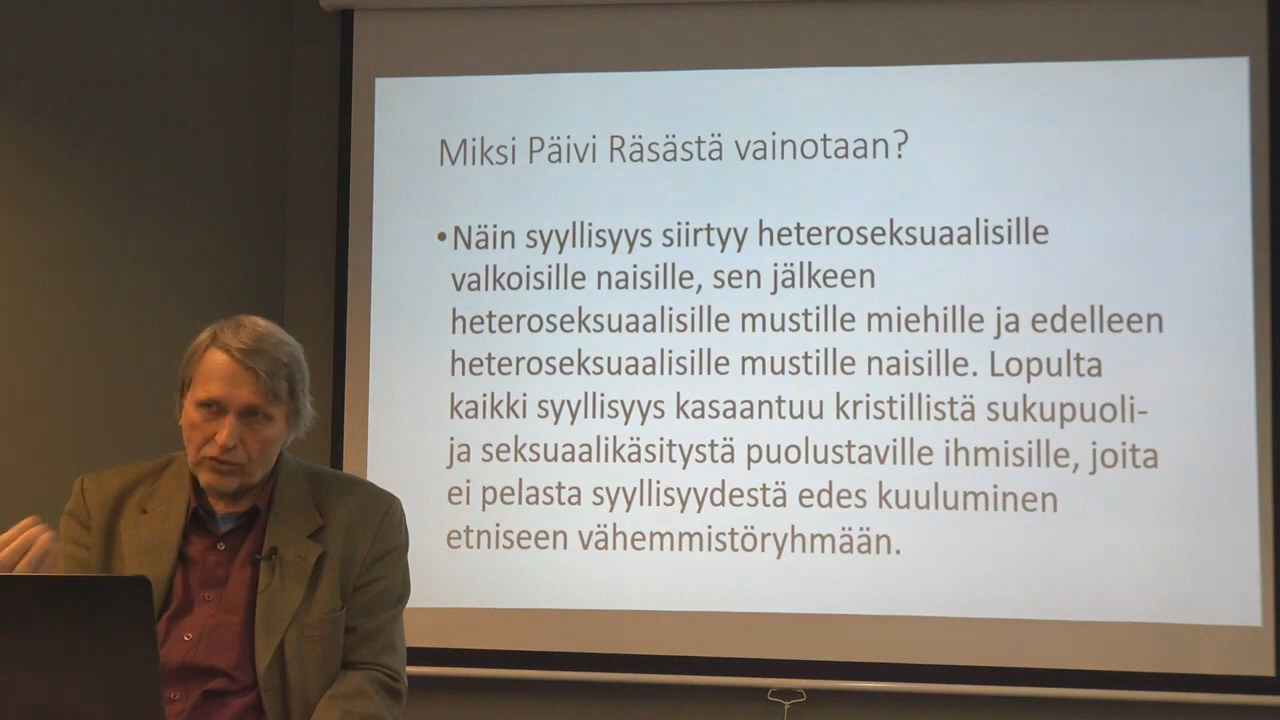 Miksi Päivi Räsästä vainotaan?
•Näin syyllisyys siirtyy heteroseksuaalisille
valkoisille naisille, sen jälkeen
heteroseksuaalisille mustille miehille ja edelleen
heteroseksuaalisille mustille naisille. Lopulta
kaikki syyllisyys kasaantuu kristillistä sukupuoli-
ja seksuaalikäsitystä puolustaville ihmisille, joita
ei pelasta syyllisyydestä edes kuuluminen
etniseen vähemmistöryhmään.